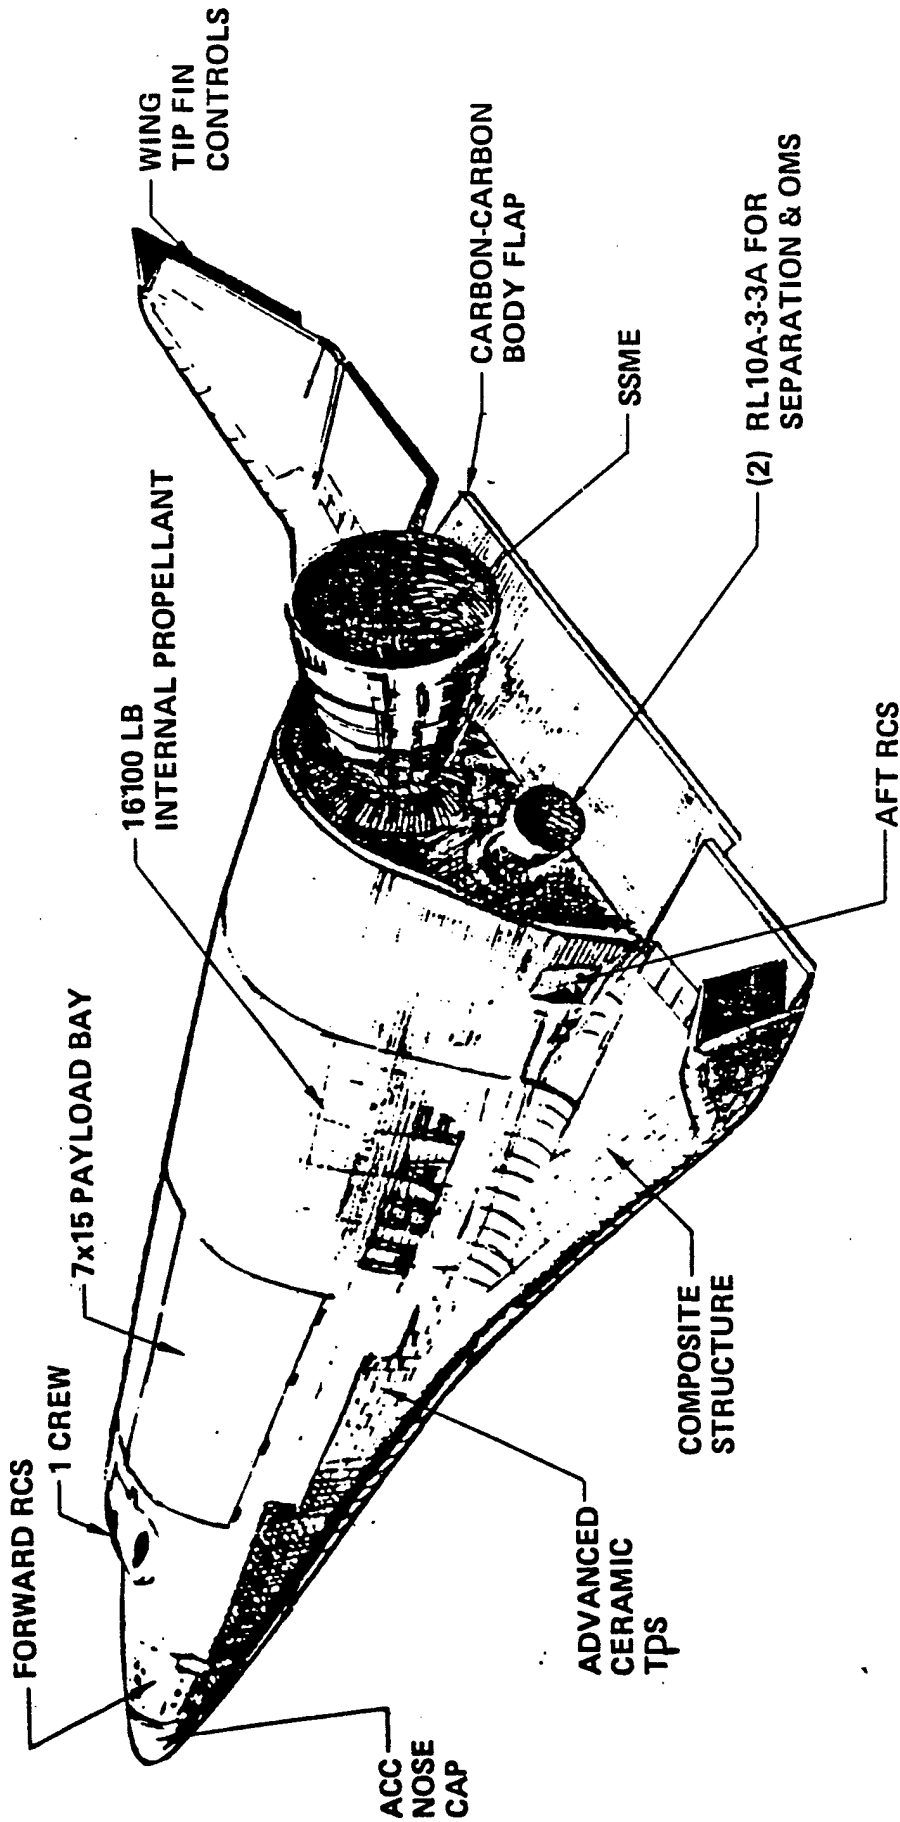 FORWARD RCS
1 CREW
7x15 PAYLOAD BAY
16100 LB
INTERNAL PROPELLANT
WING
TIP FIN
CONTROLS
CARBON-CARBON
BODY FLAP
SSME
(2) RL10A-3-3A FOR
SEPARATION & OMS
AFT RCS
COMPOSITE
STRUCTURE
ADVANCED
CERAMIC
TPS
ACC
NOSE
CAP